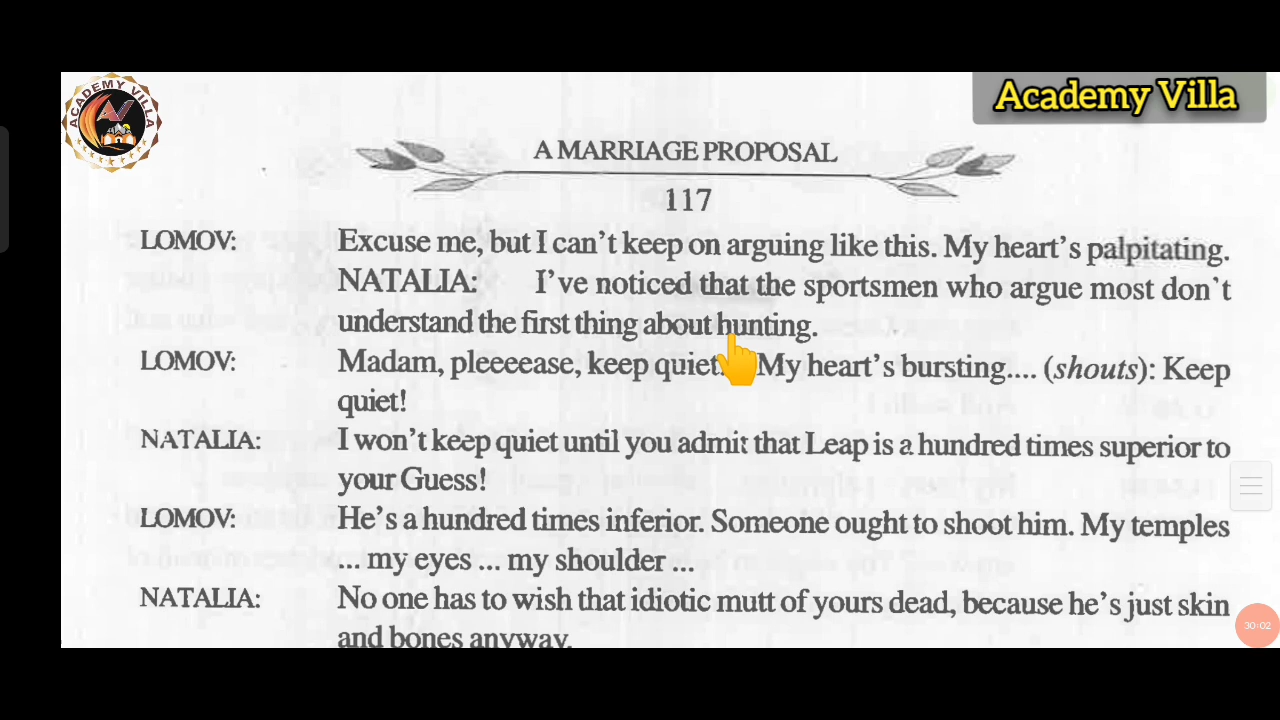 ACADEMY VILLA
Academy Villa
A MARRIAGE PROPOSAL
117
LOMOV: Excuse me, but I can't keep on arguing like this. My heart's palpitating.
NATALIA: I've noticed that the sportsmen who argue most don't
understand the first thing about hunting.
LOMOV: Madam, pleeeease, keep quiet. My heart's bursting.... (shouts): Keep
quiet!
NATALIA: I won't keep quiet until you admit that Leap is a hundred times superior to
your Guess!
LOMOV: He's a hundred times inferior. Someone ought to shoot him. My temples
... my eyes ... my shoulder ...
NATALIA: No one has to wish that idiotic mutt of yours dead, because he's just skin
and bones anyway.
30:02